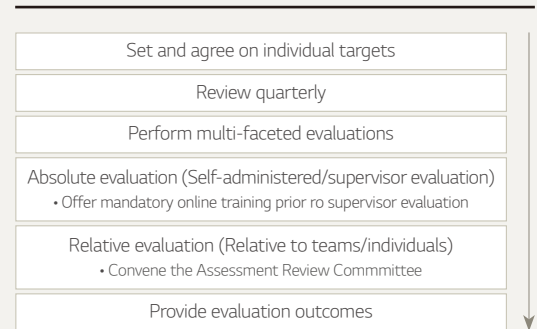 Set and agree on individual targets
Review quarterly
Perform multi-faceted evaluations
Absolute evaluation (Self-administered/supervisor evaluation)
• Offer mandatory online training prior ro supervisor evaluation
Relative evaluation (Relative to teams/individuals)
• Convene the Assessment Review Commmittee
Provide evaluation outcomes